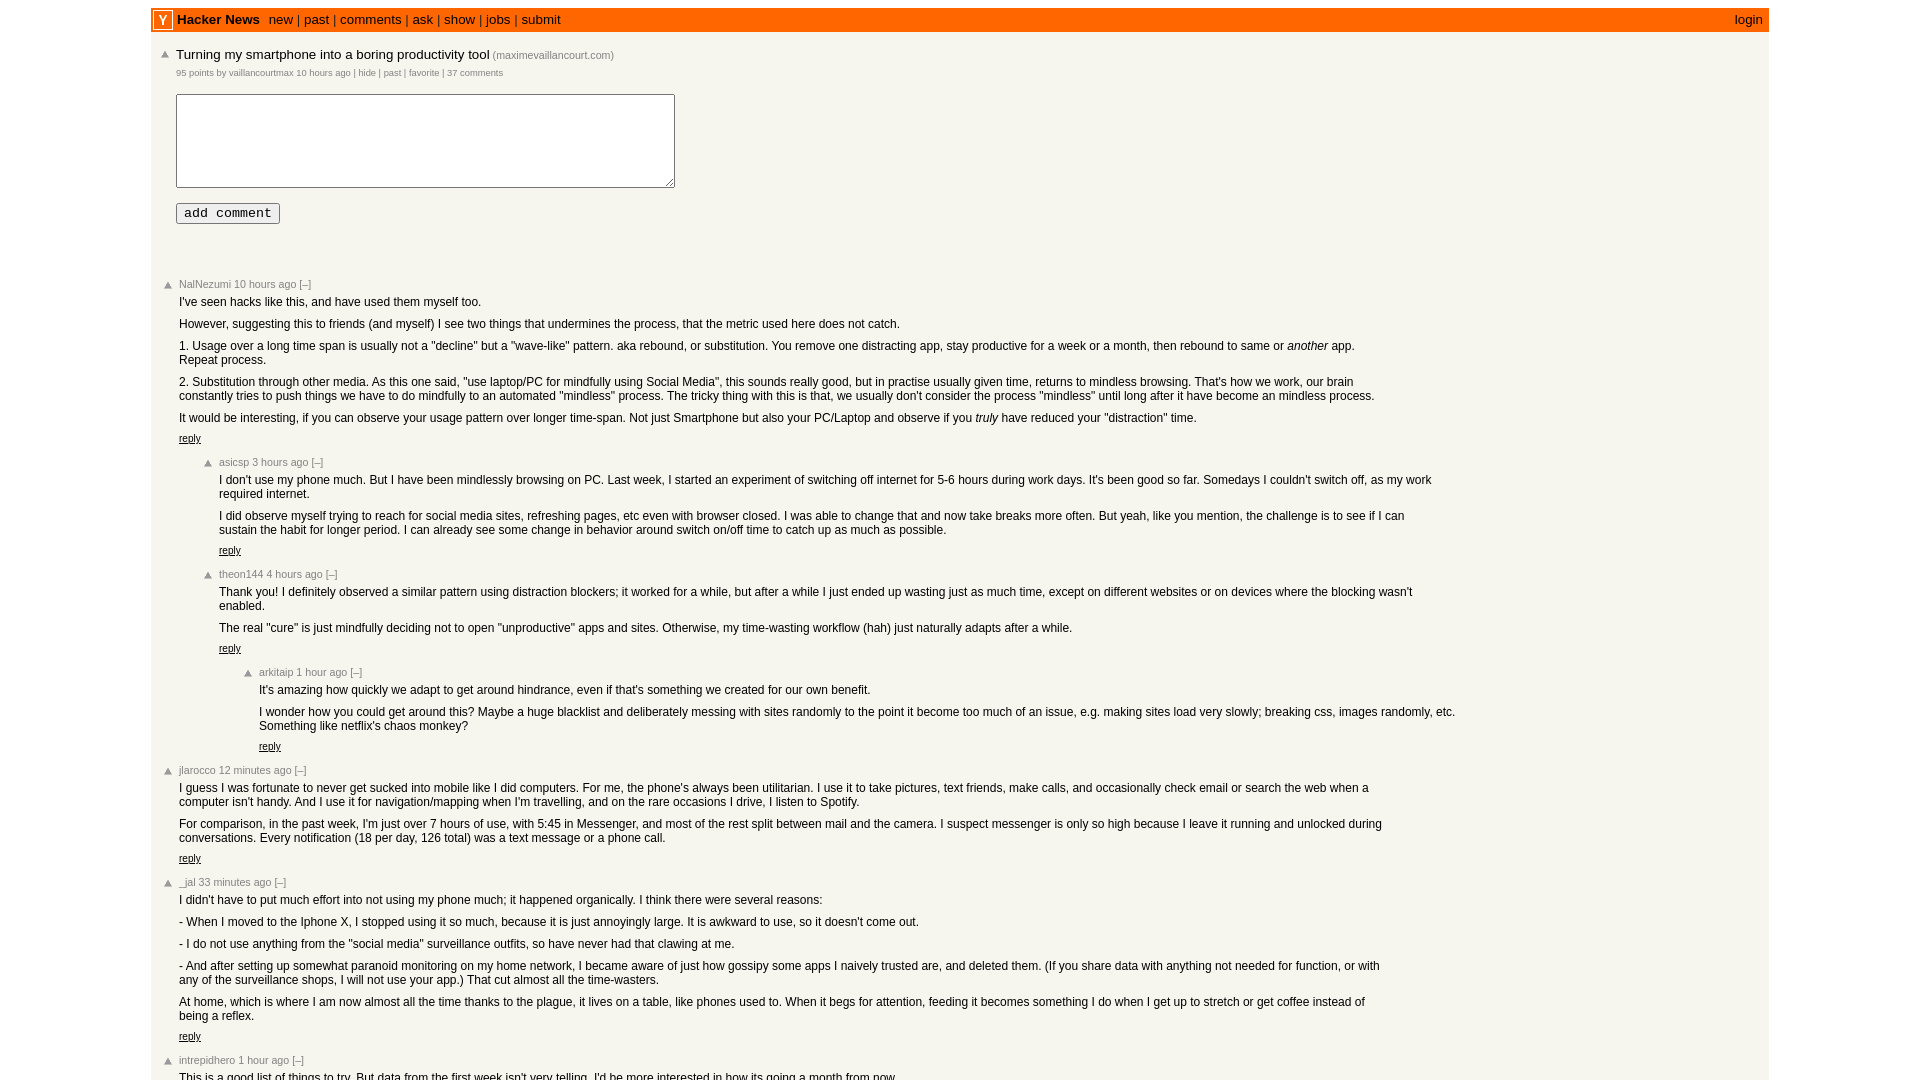 Y Hacker News new | past | comments | ask | show | jobs | submit login
Turning my smartphone into a boring productivity tool (maximevaillancourt.com)
95 points by vaillancourtmax 10 hours ago | hide | past | favorite | 37 comments
add comment
NalNezumi 10 hours ago [–]
I've seen hacks like this, and have used them myself too.
However, suggesting this to friends (and myself) I see two things that undermines the process, that the metric used here does not catch.
1. Usage over a long time span is usually not a "decline" but a "wave-like" pattern. aka rebound, or substitution. You remove one distracting app, stay productive for a week or a month, then rebound to same or another app.
Repeat process.
2. Substitution through other media. As this one said, "use laptop/PC for mindfully using Social Media", this sounds really good, but in practise usually given time, returns to mindless browsing. That's how we work, our brain
constantly tries to push things we have to do mindfully to an automated "mindless" process. The tricky thing with this is that, we usually don't consider the process "mindless" until long after it have become an mindless process.
It would be interesting, if you can observe your usage pattern over longer time-span. Not just Smartphone but also your PC/Laptop and observe if you truly have reduced your "distraction" time.
reply
asicsp 3 hours ago [–]
I don't use my phone much. But I have been mindlessly browsing on PC. Last week, I started an experiment of switching off internet for 5-6 hours during work days. It's been good so far. Somedays I couldn't switch off, as my work
required internet.
I did observe myself trying to reach for social media sites, refreshing pages, etc even with browser closed. I was able to change that and now take breaks more often. But yeah, like you mention, the challenge is to see if I can
sustain the habit for longer period. I can already see some change in behavior around switch on/off time to catch up as much as possible.
reply
theon144 4 hours ago [–]
Thank you! I definitely observed a similar pattern using distraction blockers; it worked for a while, but after a while I just ended up wasting just as much time, except on different websites or on devices where the blocking wasn't
enabled.
The real "cure" is just mindfully deciding not to open "unproductive" apps and sites. Otherwise, my time-wasting workflow (hah) just naturally adapts after a while.
reply
arkitaip 1 hour ago [–]
It's amazing how quickly we adapt to get around hindrance, even if that's something we created for our own benefit.
I wonder how you could get around this? Maybe a huge blacklist and deliberately messing with sites randomly to the point it become too much of an issue, e.g. making sites load very slowly; breaking css, images randomly, etc.
Something like netflix's chaos monkey?
reply
jlarocco 12 minutes ago [–]
I guess I was fortunate to never get sucked into mobile like I did computers. For me, the phone's always been utilitarian. I use it to take pictures, text friends, make calls, and occasionally check email or search the web when a
computer isn't handy. And I use it for navigation/mapping when I'm travelling, and on the rare occasions I drive, I listen to Spotify.
For comparison, in the past week, I'm just over 7 hours of use, with 5:45 in Messenger, and most of the rest split between mail and the camera. I suspect messenger is only so high because I leave it running and unlocked during
conversations. Every notification (18 per day, 126 total) was a text message or a phone call.
reply
_jal 33 minutes ago [–]
I didn't have to put much effort into not using my phone much; it happened organically. I think there were several reasons:
- When I moved to the Iphone X, I stopped using it so much, because it is just annoyingly large. It is awkward to use, so it doesn't come out.
- I do not use anything from the "social media" surveillance outfits, so have never had that clawing at me.
- And after setting up somewhat paranoid monitoring on my home network, I became aware of just how gossipy some apps I naively trusted are, and deleted them. (If you share data with anything not needed for function, or with
any of the surveillance shops, I will not use your app.) That cut almost all the time-wasters.
At home, which is where I am now almost all the time thanks to the plague, it lives on a table, like phones used to. When it begs for attention, feeding it becomes something I do when I get up to stretch or get coffee instead of
being a reflex.
reply
intrepidhero 1 hour ago [–]
This is a good list of things to try. But data from the first week isn't very telling. I'd be more interested in how its going a month from now.